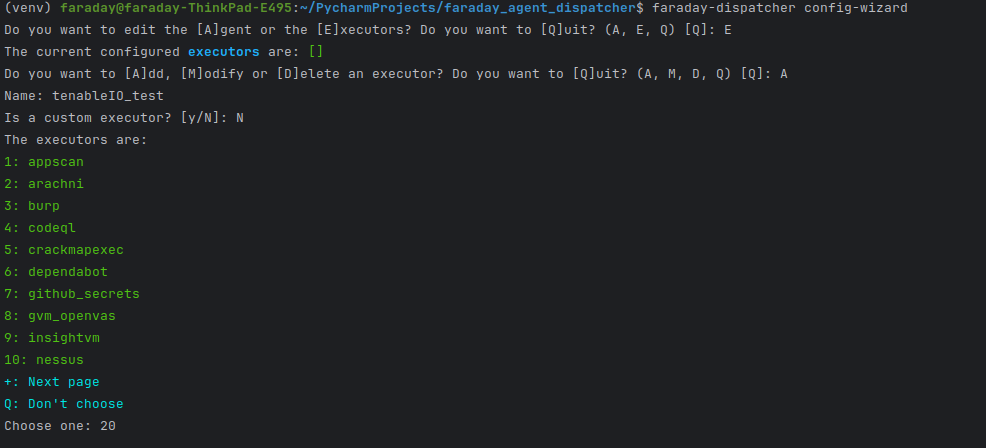 (venv) faraday@faraday-ThinkPad-E495:~/PycharmProjects/faraday_agent_dispatcher$ faraday-dispatcher config-wizard
Do you want to edit the [A]gent or the [E]xecutors? Do you want to [Q]uit? (A, E, Q) [Q]: E
The current configured executors are: []
Do you want to [A]dd, [M]odify or [D]elete an executor? Do you want to [Q]uit? (A, M, D, Q) [Q]: A
Name: tenableIO_test
Is a custom executor? [y/N]: N
The executors are:
1: appscan
2: arachni
3: burp
4: codeql
5: crackmapexec
6: dependabot
7: github_secrets
8: gvm_openvas
9: insightvm
10: nessus
+: Next page
Q: Don't choose
Choose one: 20